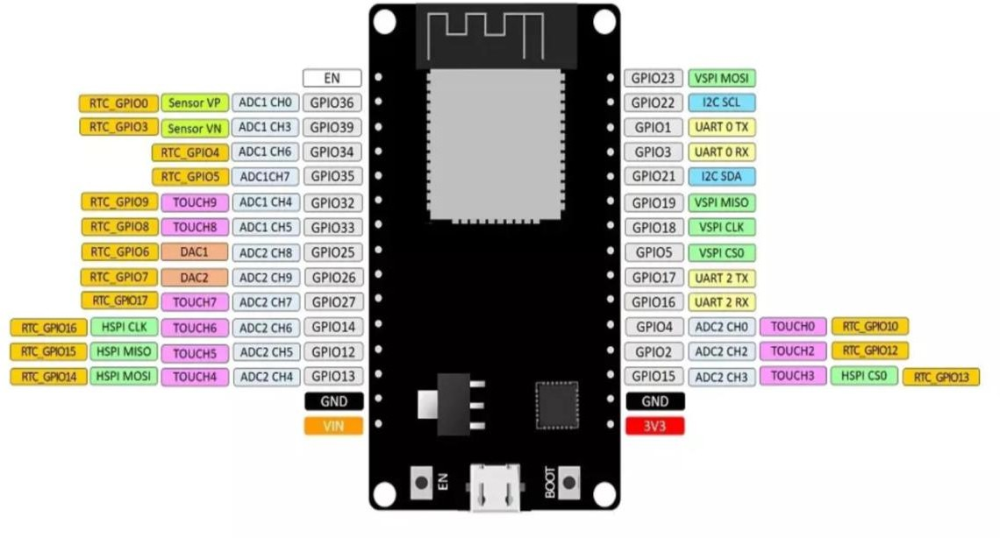 EN GPIO23 VSPI MOSI
RTC_GPIO0 Sensor VP ADC1 CH0 GPIO36 GPIO22 I2C SCL
RTC_GPIO3 Sensor VN ADC1 CH3 GPIO39 GPIO1 UART 0 TX
RTC_GPIO4 ADC1 CH6 GPIO34 GPIO3 UART 0 RX
RTC_GPIO5 ADC1CH7 GPIO35 GPIO21 I2C SDA
RTC_GPIO9 TOUCH9 ADC1 CH4 GPIO32 GPIO19 VSPI MISO
RTC_GPIO8 TOUCH8 ADC1 CH5 GPIO33 GPIO18 VSPI CLK
RTC_GPIO6 DAC1 ADC2 CH8 GPIO25 GPIO5 VSPI CS0
RTC_GPIO7 DAC2 ADC2 CH9 GPIO26 GPIO17 UART 2 TX
RTC_GPIO17 TOUCH7 ADC2 CH7 GPIO27 GPIO16 UART 2 RX
RTC_GPIO16 HSPI CLK TOUCH6 ADC2 CH6 GPIO14 GPIO4 ADC2 CH0 TOUCH0 RTC_GPIO10
RTC_GPIO15 HSPI MISO TOUCH5 ADC2 CH5 GPIO12 GPIO2 ADC2 CH2 TOUCH2 RTC_GPIO12
RTC_GPIO14 HSPI MOSI TOUCH4 ADC2 CH4 GPIO13 GPIO15 ADC2 CH3 TOUCH3 HSPI CS0 RTC_GPIO13
GND GND
VIN 3V3
EN BOOT